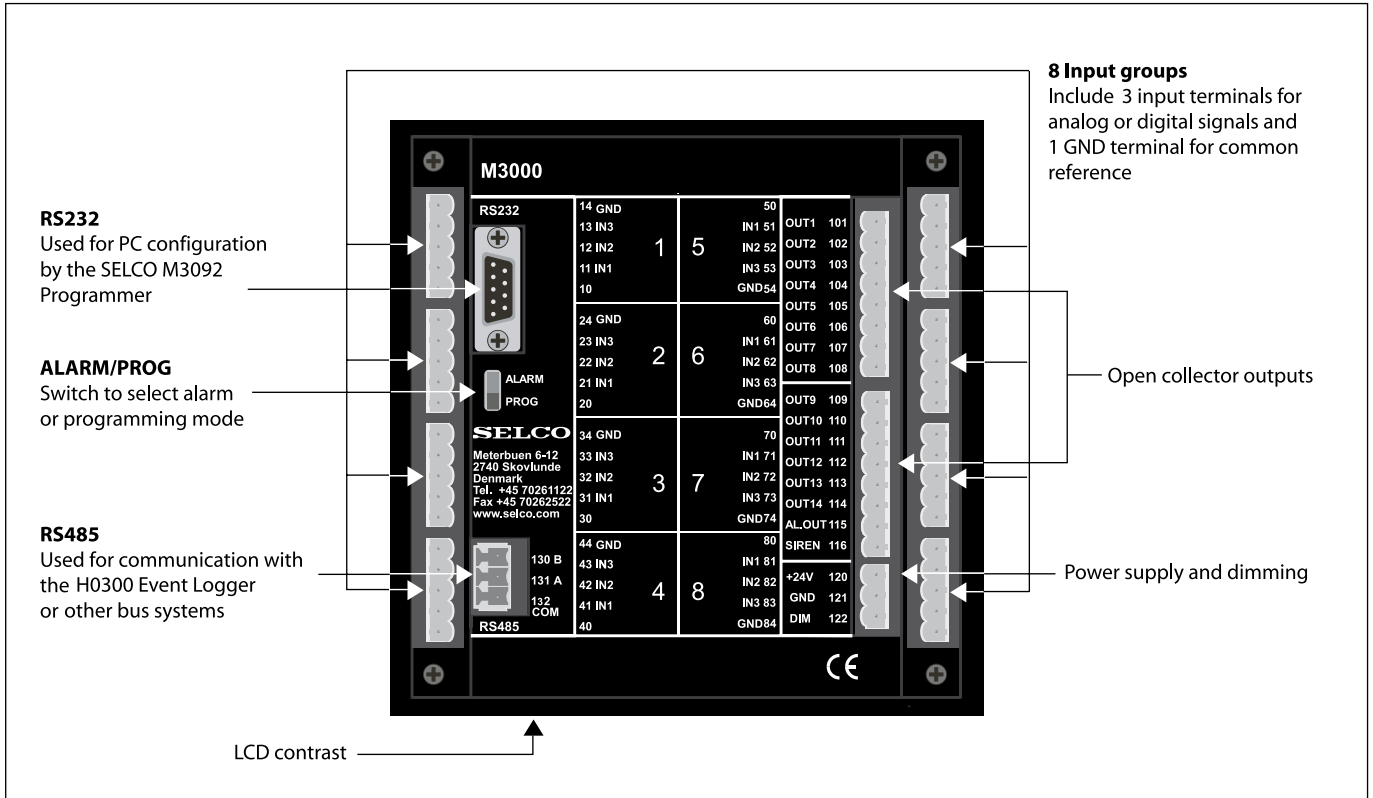 8 Input groups
Include 3 input terminals for
analog or digital signals and
1 GND terminal for common
reference
RS232
Used for PC configuration
by the SELCO M3092
Programmer
ALARM/PROG
Switch to select alarm
or programming mode
RS485
Used for communication with
the H0300 Event Logger
or other bus systems
LCD contrast
Open collector outputs
Power supply and dimming
M3000
RS232
ALARM
PROG
SELCO
Meterbuen 6-12
2740 Skovlunde
Denmark
Tel. +45 70261122
Fax +45 70262522
www.selco.com
130 B
131 A
132
COM
RS485
14 GND
13 IN3
12 IN2
11 IN1
10
1
24 GND
23 IN3
22 IN2
21 IN1
20
2
34 GND
33 IN3
32 IN2
31 IN1
30
3
44 GND
43 IN3
42 IN2
41 IN1
40
4
50
IN1 51
IN2 52
IN3 53
GND54
5
60
IN1 61
IN2 62
IN3 63
GND64
6
70
IN1 71
IN2 72
IN3 73
GND74
7
80
IN1 81
IN2 82
IN3 83
GND84
8
OUT1 101
OUT2 102
OUT3 103
OUT4 104
OUT5 105
OUT6 106
OUT7 107
OUT8 108
OUT9 109
OUT10 110
OUT11 111
OUT12 112
OUT13 113
OUT14 114
AL.OUT115
SIREN 116
+24V 120
GND 121
DIM 122
CE